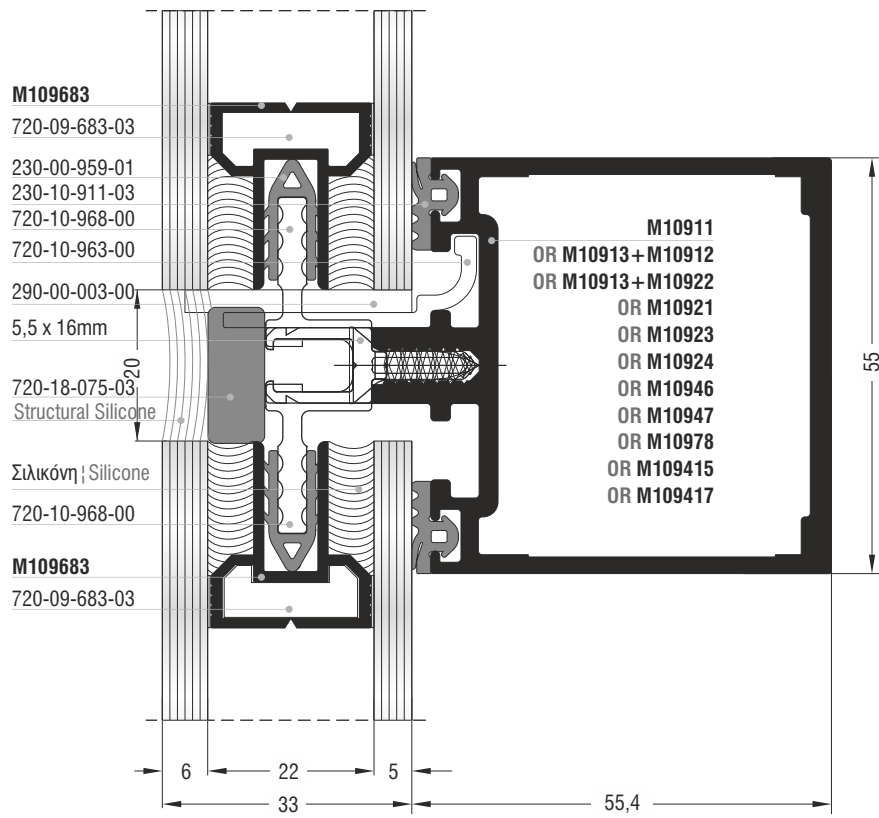 M109683
720-09-683-03
230-00-959-01
230-10-911-03
720-10-968-00
720-10-963-00
290-00-003-00
5,5 x 16mm
720-18-075-03
Structural Silicone
Σιλικόνη | Silicone
720-10-968-00
M109683
720-09-683-03
20
M10911
OR M10913+M10912
OR M10913+M10922
OR M10921
OR M10923
OR M10924
OR M10946
OR M10947
OR M10978
OR M109415
OR M109417
55
6
22
5
33
55,4